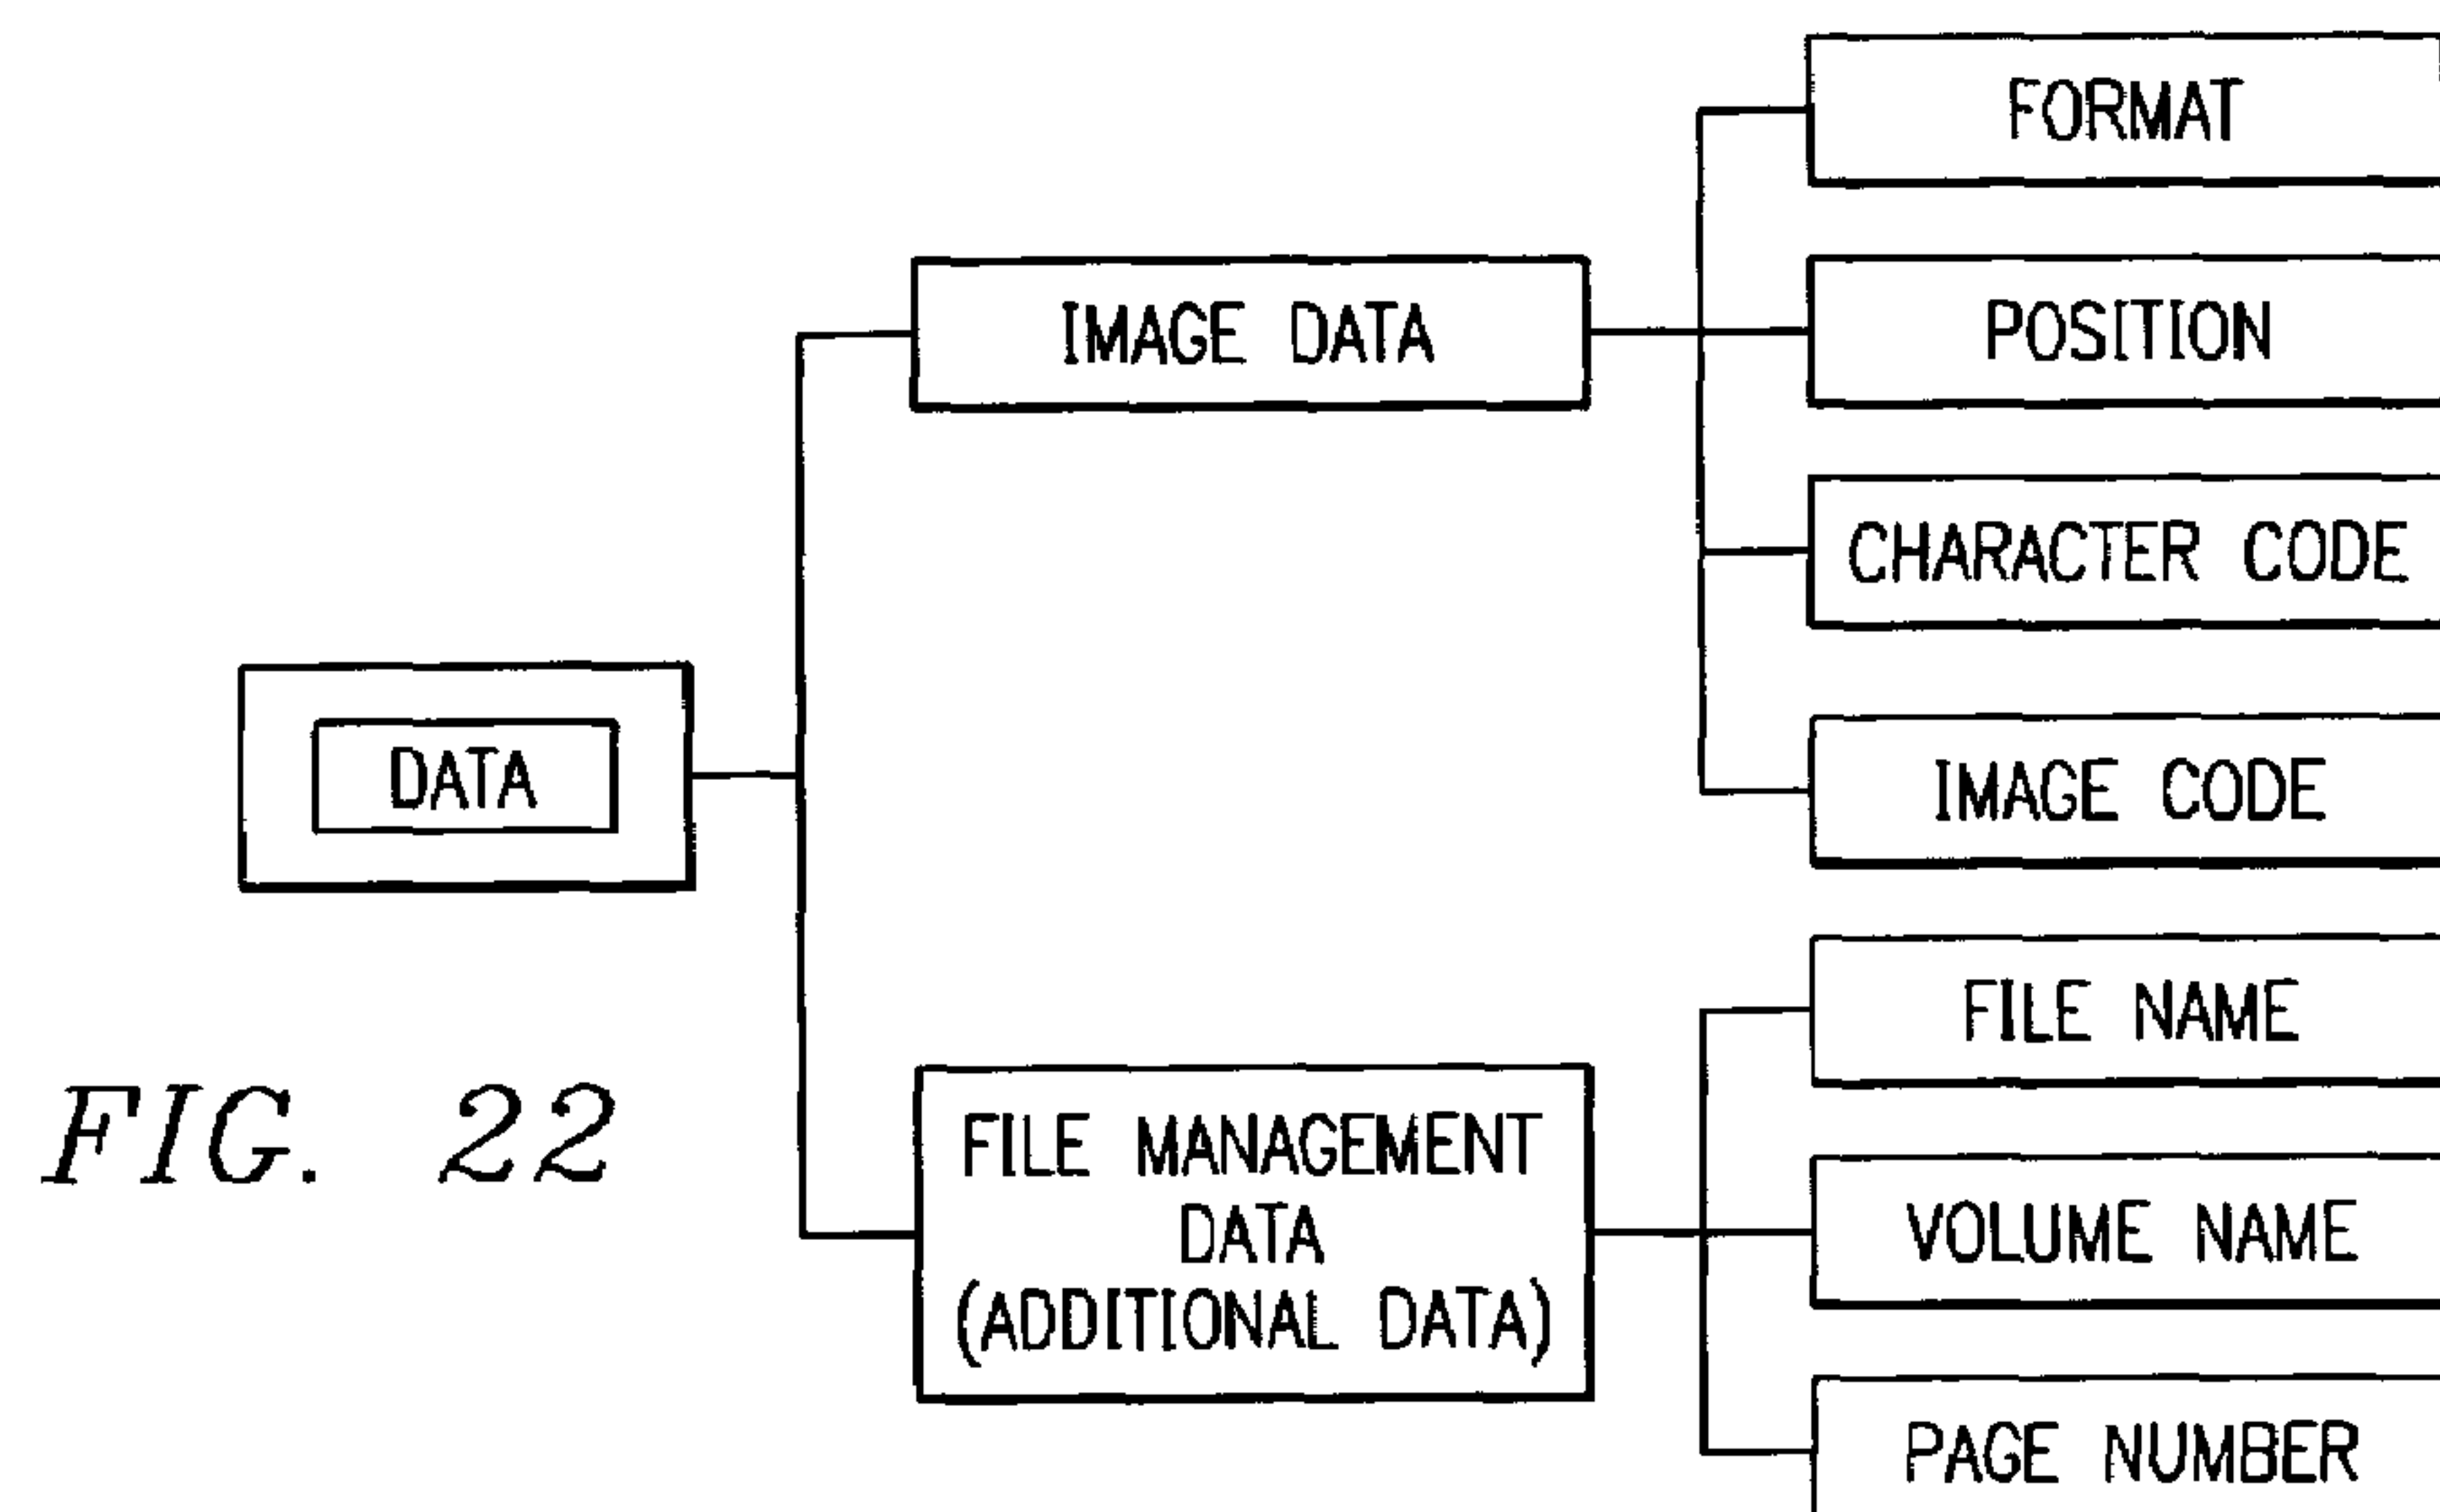 FORMAT
IMAGE DATA
POSITION
CHARACTER CODE
DATA
IMAGE CODE
FILE NAME
FIG. 22
FILE MANAGEMENT
DATA
(ADDITIONAL DATA)
VOLUME NAME
PAGE NUMBER